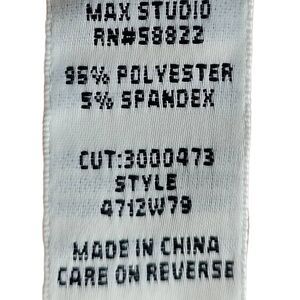 MAX STUDIO
RN#58822
95% POLYESTER
5% SPANDEX
CUT:3000473
STYLE
4712W79
MADE IN CHINA
CARE ON REVERSE